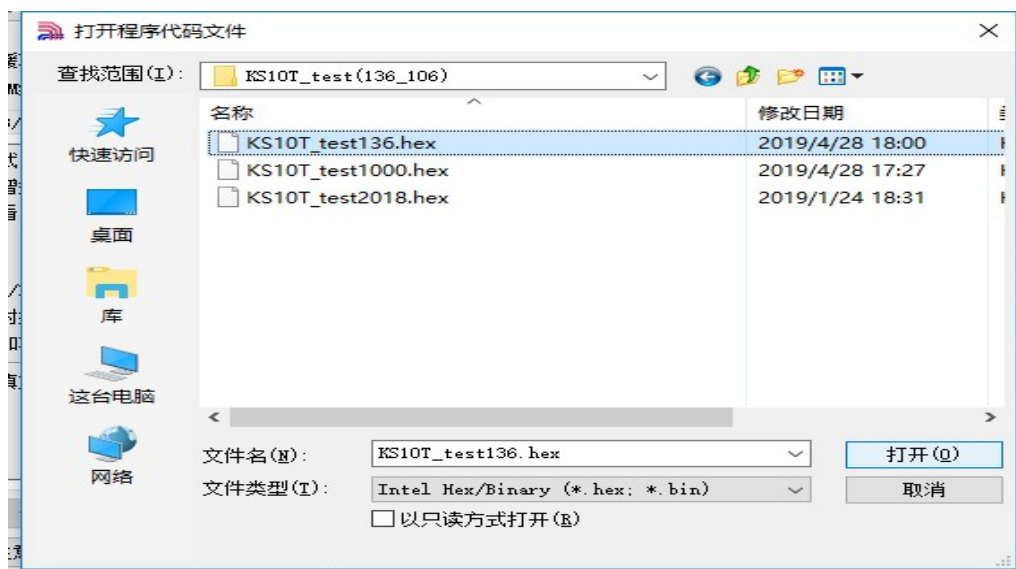 打开程序代码文件
查找范围(I):
KS10T_test(136_106)
名称
修改日期
快速访问
KS10T_test136.hex
2019/4/28 18:00
KS10T_test1000.hex
2019/4/28 17:27
KS10T_test2018.hex
2019/1/24 18:31
桌面
库
这台电脑
网络
文件名(N):
KS10T_test136.hex
打开(O)
文件类型(T):
Intel Hex/Binary (*.hex; *.bin)
取消
以只读方式打开(R)